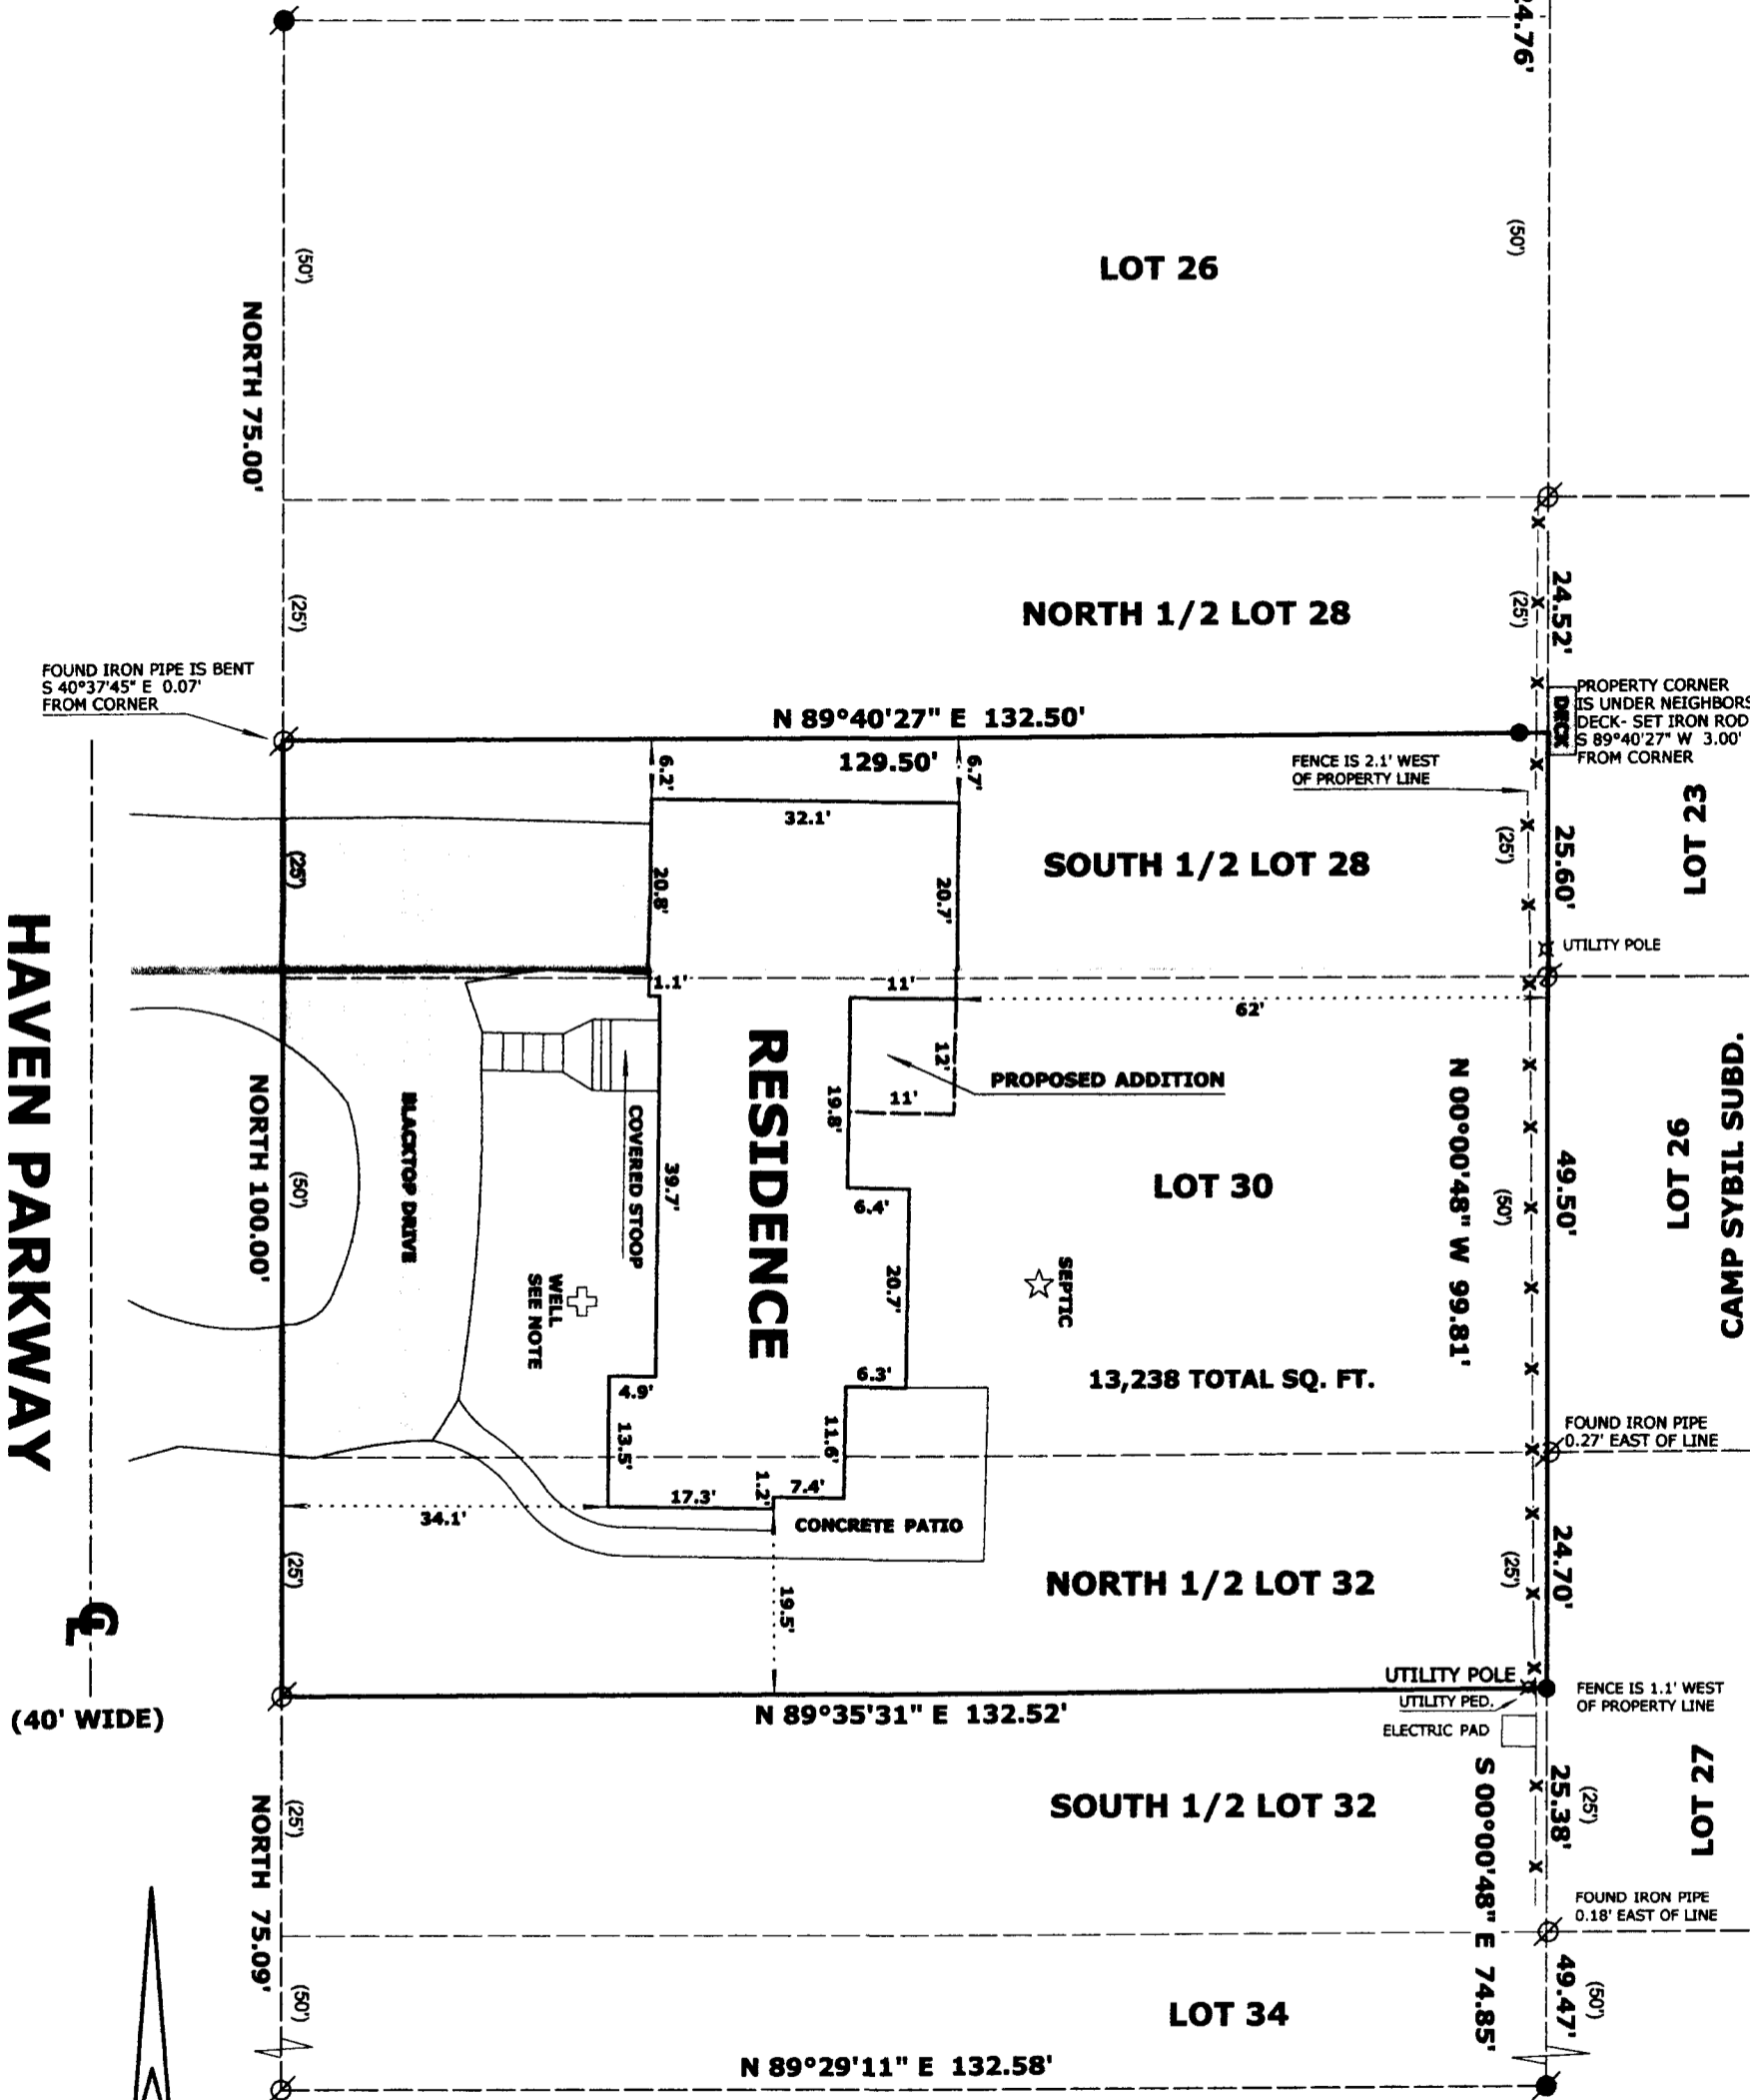 24.76'
(50')
(50')
LOT 26
NORTH 75.00'
24.52'
(25')
(25')
NORTH 1/2 LOT 28
FOUND IRON PIPE IS BENT
S 40°37'45" E 0.07'
FROM CORNER
N 89°40'27" E 132.50'
129.50'
DECK
PROPERTY CORNER
IS UNDER NEIGHBORS
DECK- SET IRON ROD
S 89°40'27" W 3.00'
FROM CORNER
FENCE IS 2.1' WEST
OF PROPERTY LINE
6.2'
6.7'
32.1'
LOT 23
25.60'
(25')
(25')
SOUTH 1/2 LOT 28
20.8'
20.7'
UTILITY POLE
1.1'
11'
62'
12'
PROPOSED ADDITION
11'
19.8'
RESIDENCE
COVERED STOOP
39.7'
BLACKTOP DRIVE
NORTH 100.00'
(50')
HAVEN PARKWAY
N 00°00'48" W 99.81'
49.50'
(50')
LOT 26
CAMP SYBIL SUBD.
LOT 30
6.4'
20.7'
SEPTIC
WELL
SEE NOTE
6.3'
4.9'
13,238 TOTAL SQ. FT.
13.5'
11.6'
FOUND IRON PIPE
0.27' EAST OF LINE
17.3'
1.2'
7.4'
34.1'
CONCRETE PATIO
(25')
19.5'
NORTH 1/2 LOT 32
(25')
24.70'
CL
(40' WIDE)
N 89°35'31" E 132.52'
UTILITY POLE
UTILITY PED.
ELECTRIC PAD
FENCE IS 1.1' WEST
OF PROPERTY LINE
(25')
SOUTH 1/2 LOT 32
25.38'
(25')
LOT 27
NORTH 75.09'
S 00°00'48" E 74.85'
FOUND IRON PIPE
0.18' EAST OF LINE
(50')
LOT 34
49.47'
(50')
N 89°29'11" E 132.58'